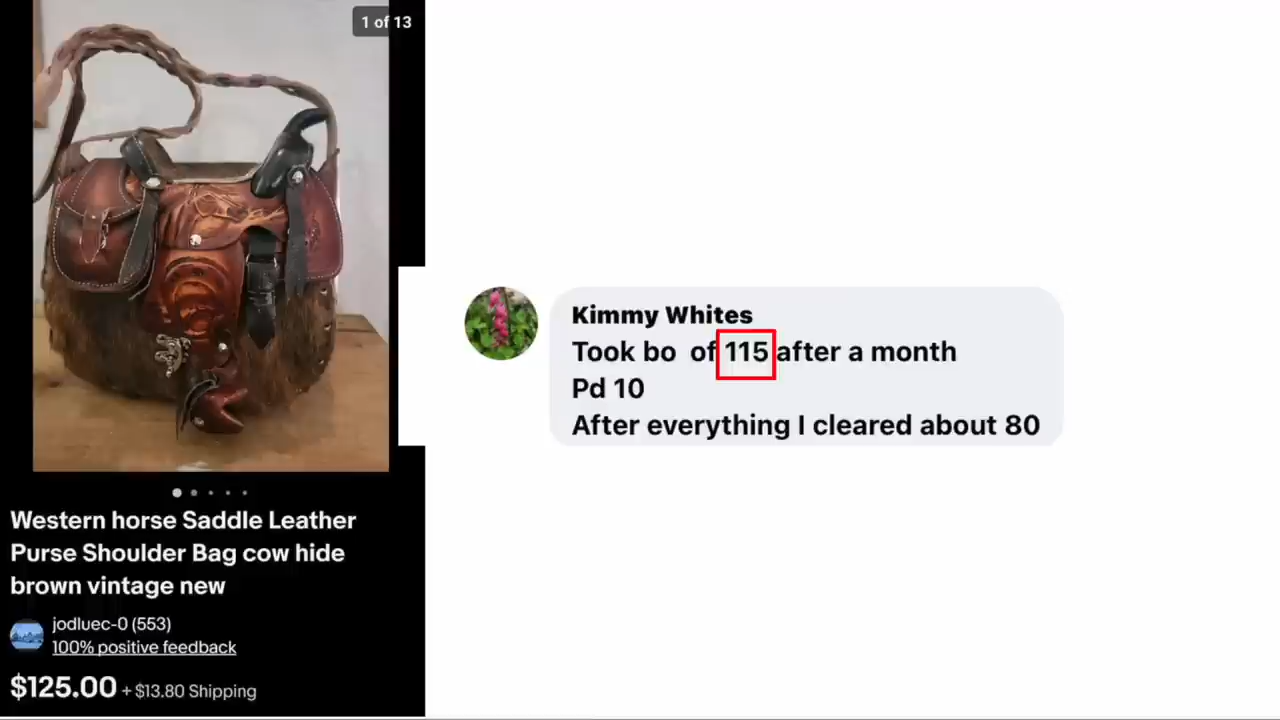 1 of 13
Western horse Saddle Leather
Purse Shoulder Bag cow hide
brown vintage new
jodluec-0 (553)
100% positive feedback
$125.00 + $13.80 Shipping
Kimmy Whites
Took bo of 115 after a month
Pd 10
After everything I cleared about 80